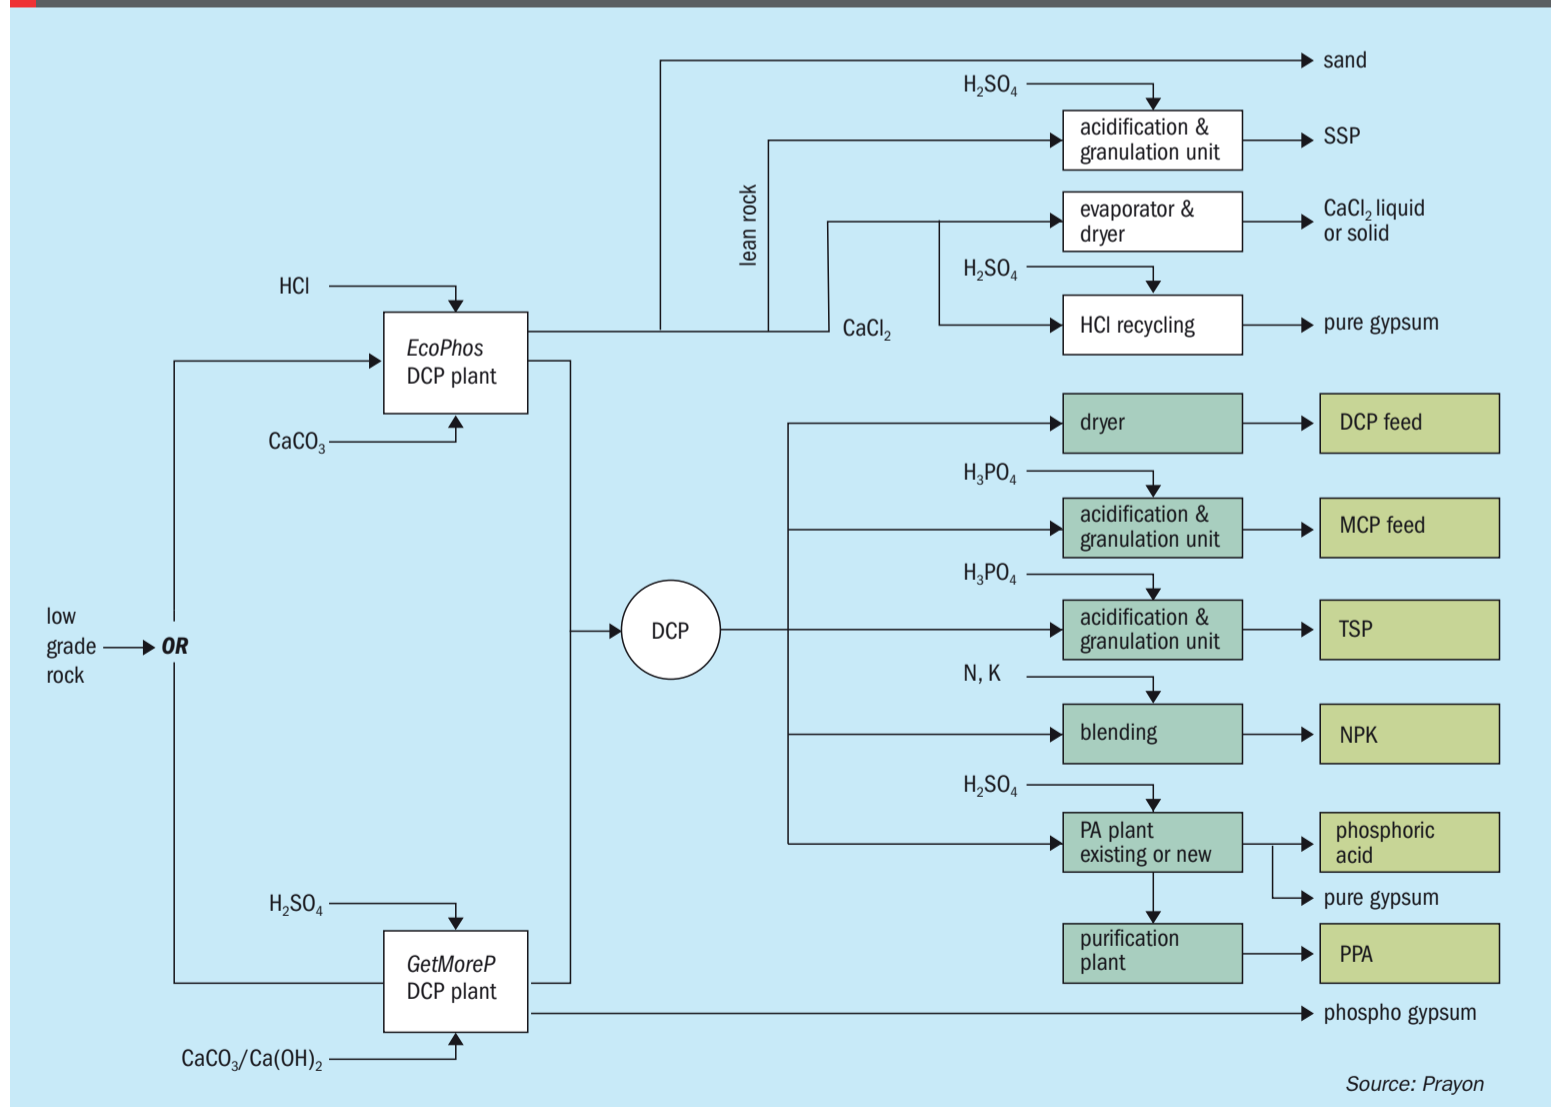 sand
H₂SO₄
acidification &
granulation unit
SSP
lean rock
evaporator &
dryer
CaCl₂ liquid
or solid
H₂SO₄
HCl
CaCl₂
HCl recycling
pure gypsum
EcoPhos
DCP plant
CaCO₃
dryer
DCP feed
H₃PO₄
acidification &
granulation unit
MCP feed
H₃PO₄
acidification &
granulation unit
TSP
low
grade
rock
OR
DCP
N, K
blending
NPK
H₂SO₄
PA plant
existing or new
phosphoric
acid
pure gypsum
H₂SO₄
purification
plant
PPA
GetMoreP
DCP plant
phospho gypsum
CaCO₃/Ca(OH)₂
Source: Prayon